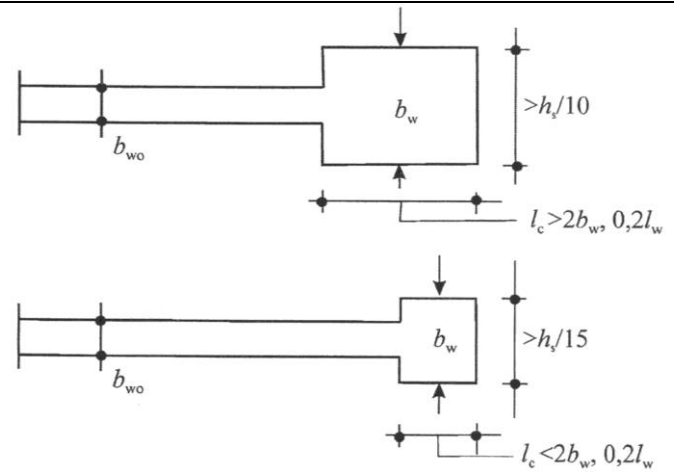 b_w
>h_s/10
b_wo
l_c>2b_w, 0,2l_w
b_w
>h_s/15
b_wo
l_c<2b_w, 0,2l_w